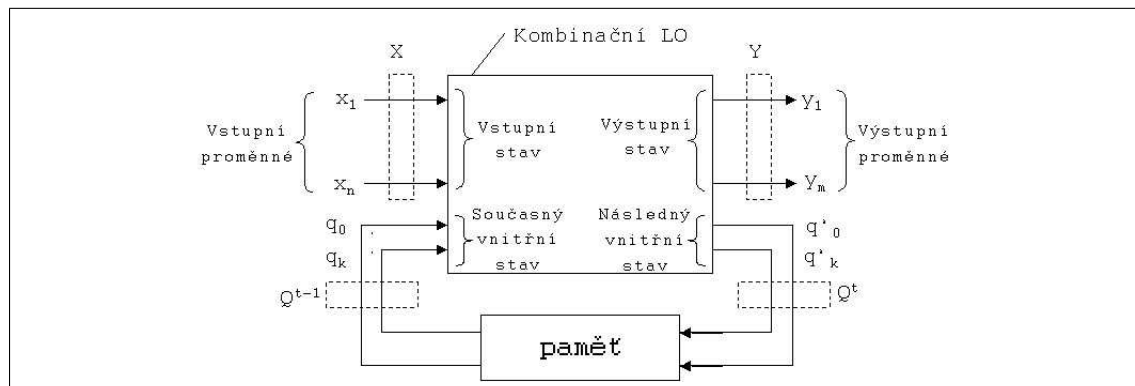 Kombinační LO
X
Y
Vstupní
proměnné
x1
xn
Vstupní
stav
Výstupní
stav
y1
ym
Výstupní
proměnné
q0
qk
Současný
vnitřní
stav
Následný
vnitřní
stav
q'0
q'k
Qt-1
Qt
paměť